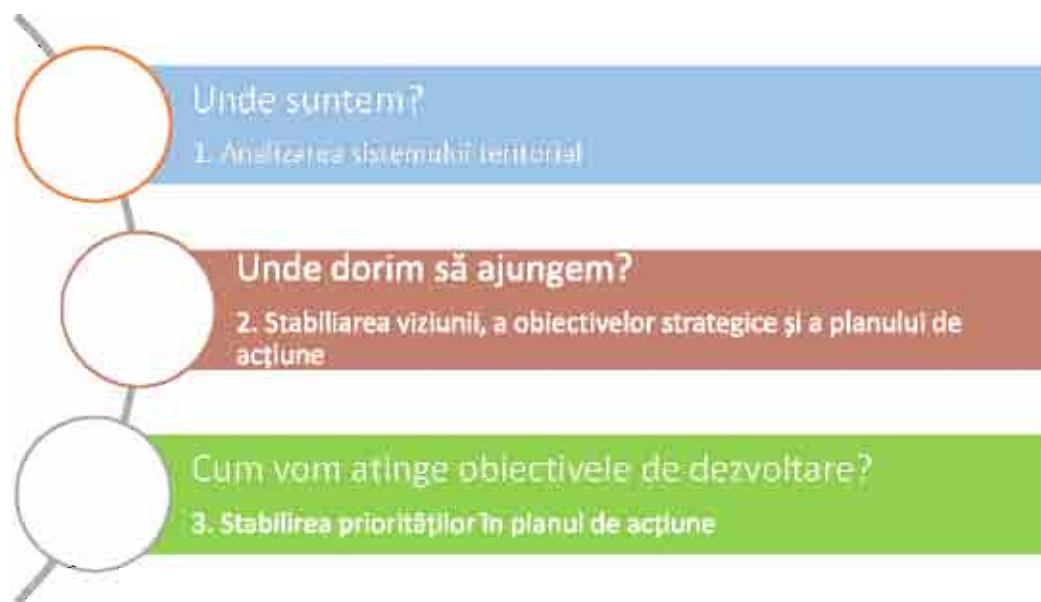 Unde suntem?
1. Analizarea sistemului teritorial
Unde dorim să ajungem?
2. Stabiliarea viziunii, a obiectivelor strategice și a planului de
acțiune
Cum vom atinge obiectivele de dezvoltare?
3. Stabilirea priorităților în planul de acțiune